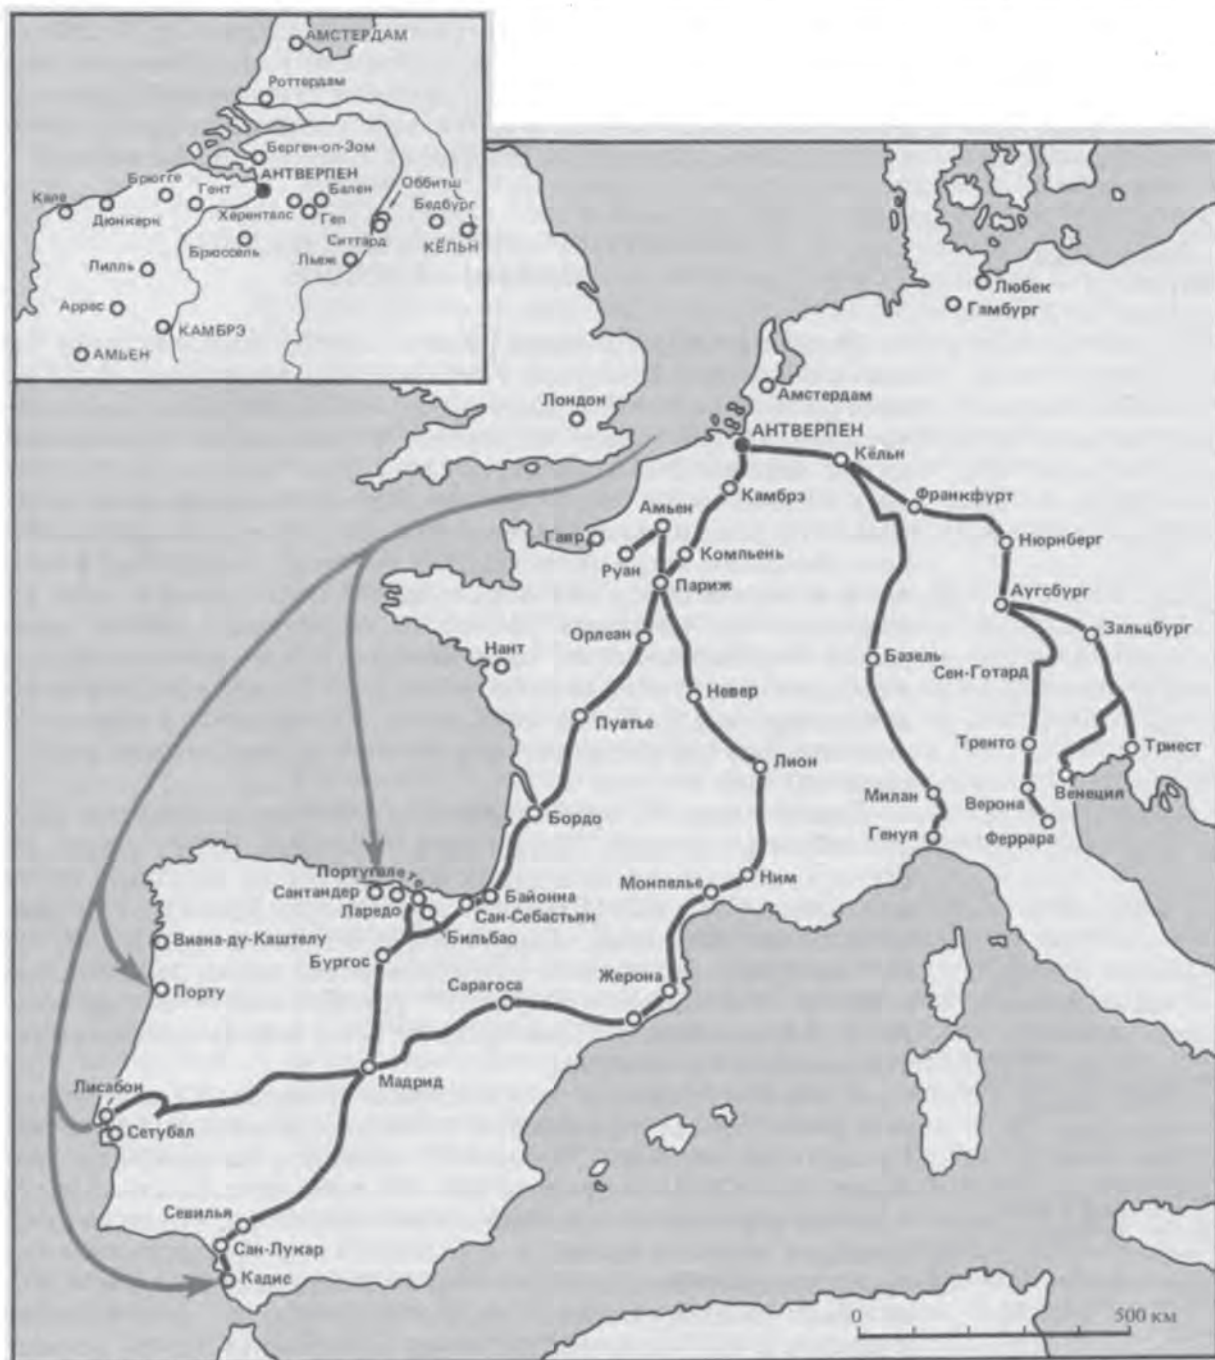 АМСТЕРДАМ
Роттердам
Берген-оп-Зом
АНТВЕРПЕН
Брюгге
Гент
Бален
Оббитш
Кале
Дюнкерк
Херенталс
Гел
Бедбург
Брюссель
Ситтард
КЁЛЬН
Лилль
Льеж
Аррас
КАМБРЭ
АМЬЕН
Любек
Гамбург
Амстердам
Лондон
АНТВЕРПЕН
Кёльн
Камбрэ
Франкфурт
Амьен
Гавр
Нюрнберг
Руан
Компьень
Париж
Аугсбург
Орлеан
Зальцбург
Нант
Базель
Сен-Готард
Невер
Пуатье
Тренто
Триест
Лион
Милан
Верона
Венеция
Бордо
Генуя
Феррара
Португалете
Сантандер
Ларедо
Байонна
Сан-Себастьян
Бильбао
Монпелье
Ним
Виана-ду-Каштелу
Бургос
Порту
Сарагоса
Жерона
Мадрид
Лисабон
Сетубал
Севилья
Сан-Лукар
Кадис
0 500 км